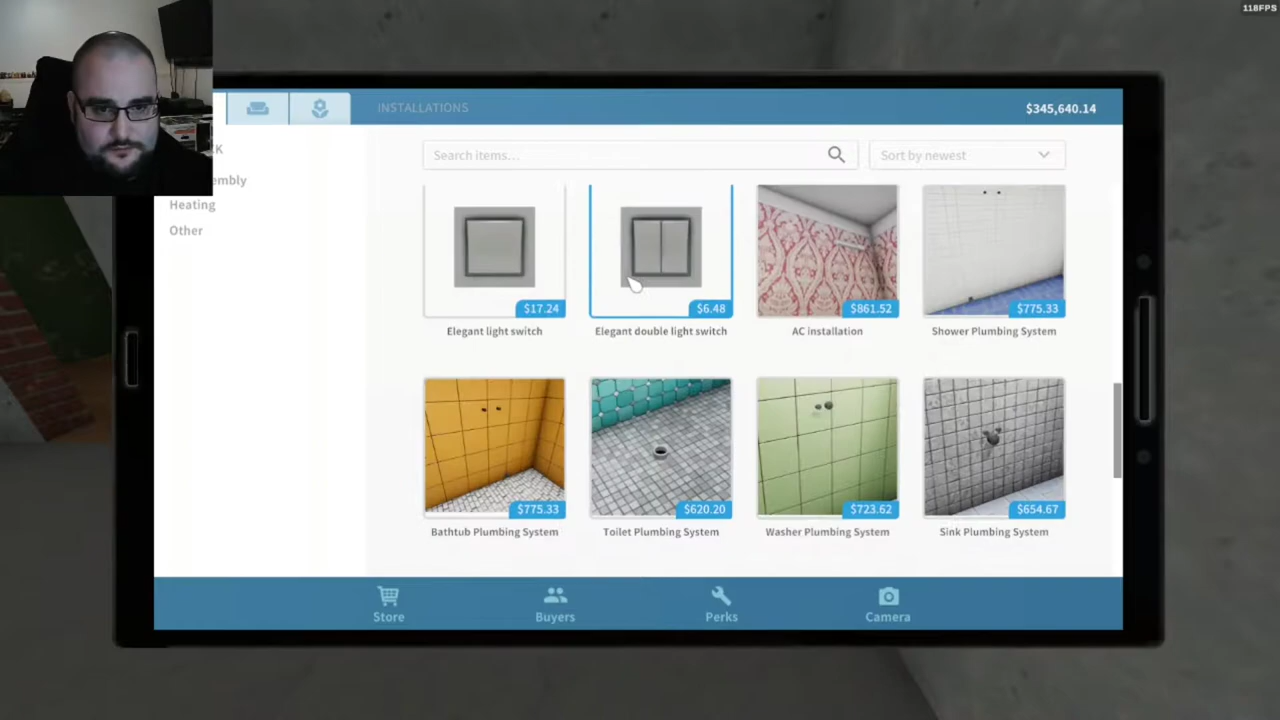 118FPS
INSTALLATIONS
$345,640.14
Search items...
Sort by newest
Heating
Other
$17.24
$6.48
$861.52
$775.33
Elegant light switch
Elegant double light switch
AC installation
Shower Plumbing System
$775.33
$620.20
$723.62
$654.67
Bathtub Plumbing System
Toilet Plumbing System
Washer Plumbing System
Sink Plumbing System
Store
Buyers
Perks
Camera